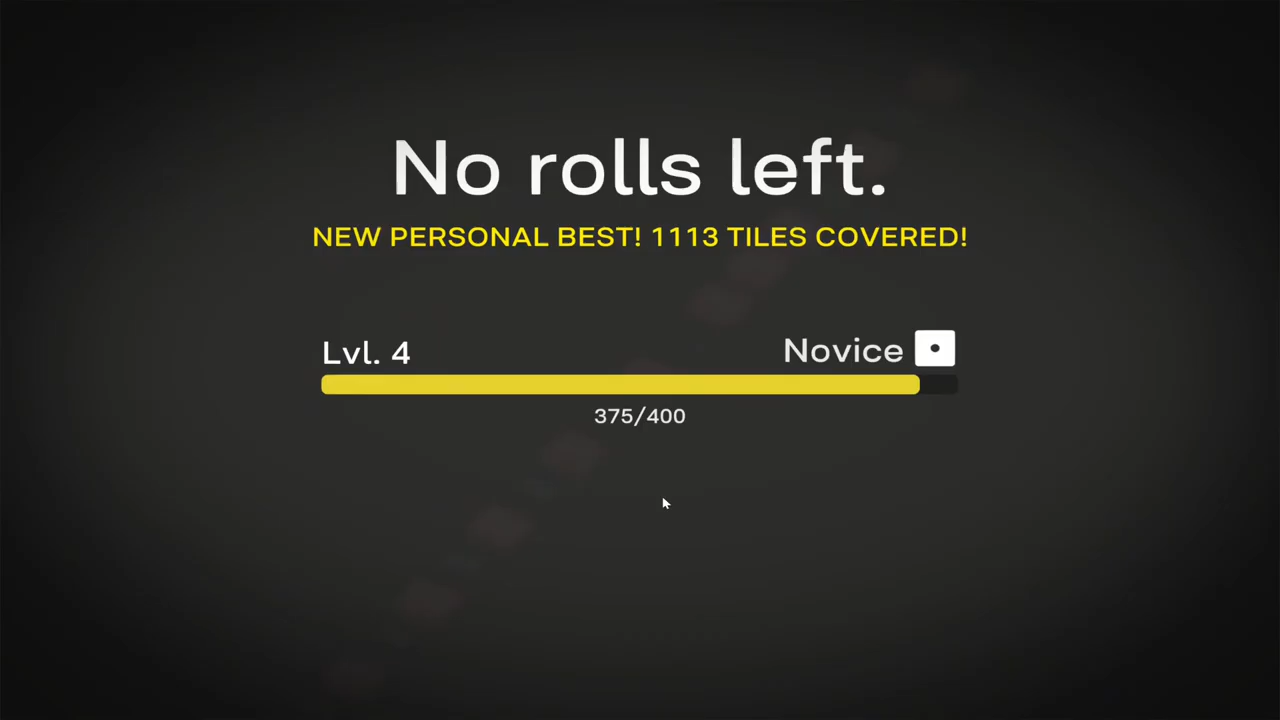 No rolls left.
NEW PERSONAL BEST! 1113 TILES COVERED!
Lvl. 4 Novice
375/400